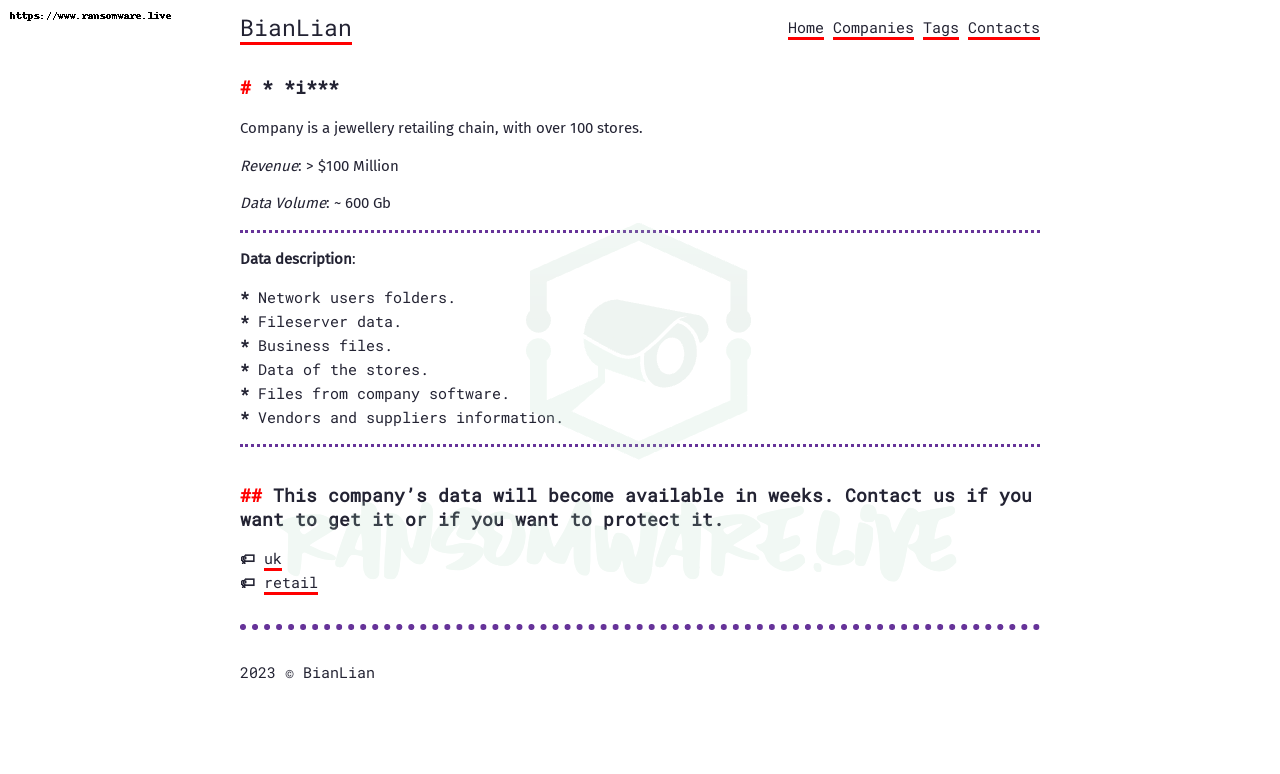 https://www.ransomware.live
BianLian
Home Companies Tags Contacts
# * *i***
Company is a jewellery retailing chain, with over 100 stores.
Revenue: > $100 Million
Data Volume: ~ 600 Gb
Data description:
* Network users folders.
* Fileserver data.
* Business files.
* Data of the stores.
* Files from company software.
* Vendors and suppliers information.
## This company’s data will become available in weeks. Contact us if you
want to get it or if you want to protect it.
RANSOMWARE.LIVE
uk
retail
2023 © BianLian